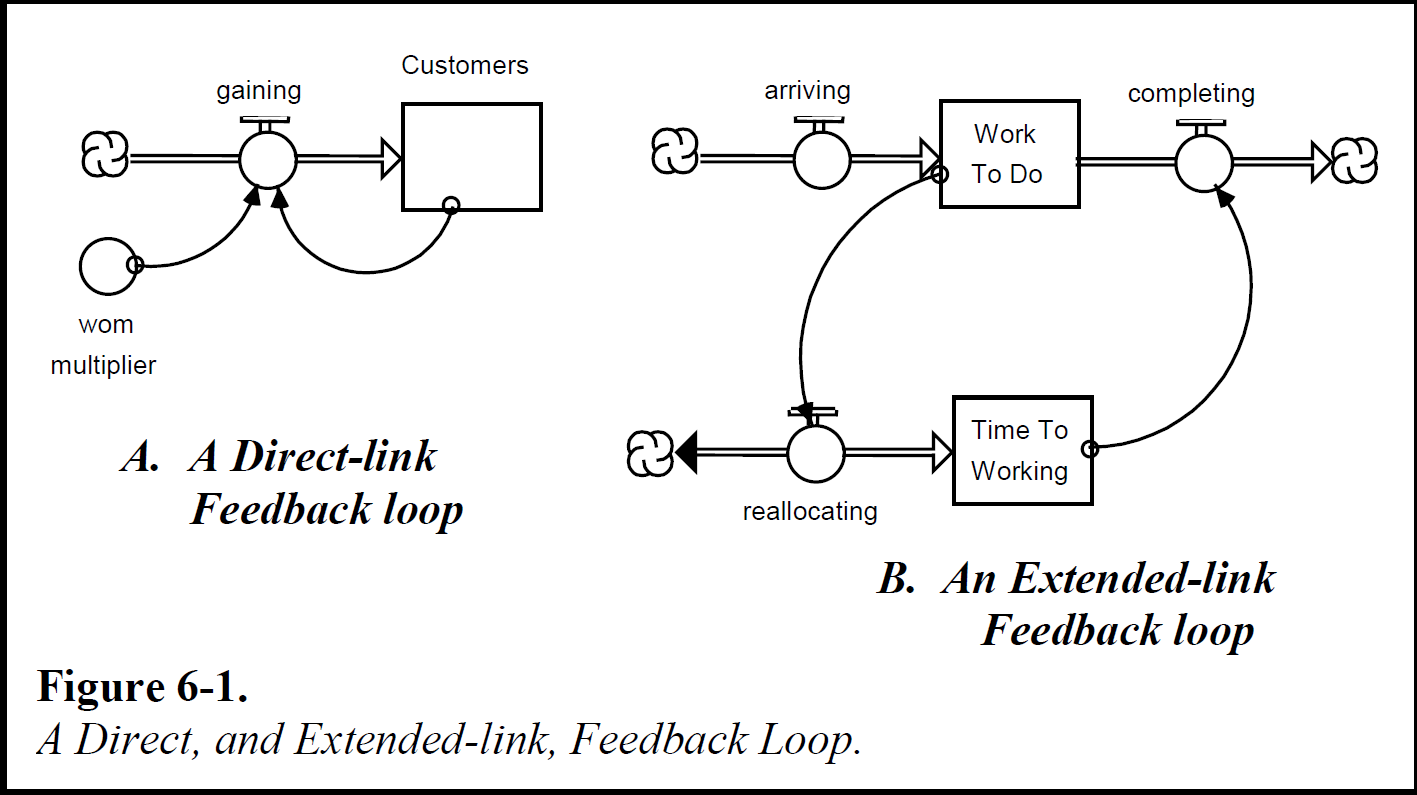 gaining
Customers
wom
multiplier
A. A Direct-link
Feedback loop
arriving
Work
To Do
completing
reallocating
Time To
Working
B. An Extended-link
Feedback loop
Figure 6-1.
A Direct, and Extended-link, Feedback Loop.